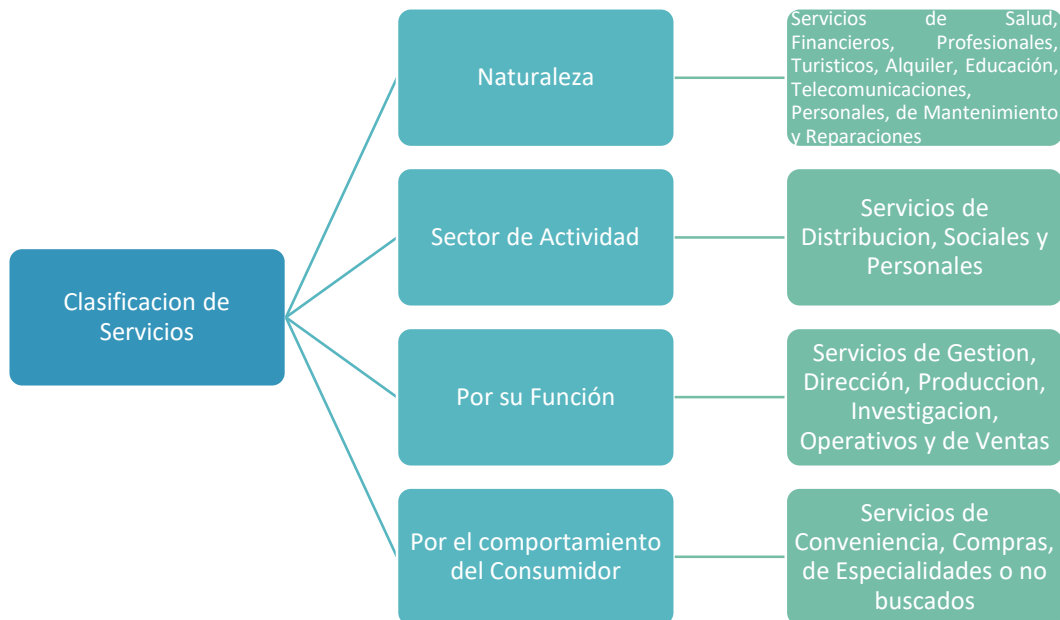 Clasificacion de
Servicios
Naturaleza
Servicios de Salud,
Financieros, Profesionales,
Turisticos, Alquiler, Educación,
Telecomunicaciones,
Personales, de Mantenimiento
y Reparaciones
Sector de Actividad
Servicios de
Distribucion, Sociales y
Personales
Por su Función
Servicios de Gestion,
Dirección, Produccion,
Investigacion,
Operativos y de Ventas
Por el comportamiento
del Consumidor
Servicios de
Conveniencia, Compras,
de Especialidades o no
buscados